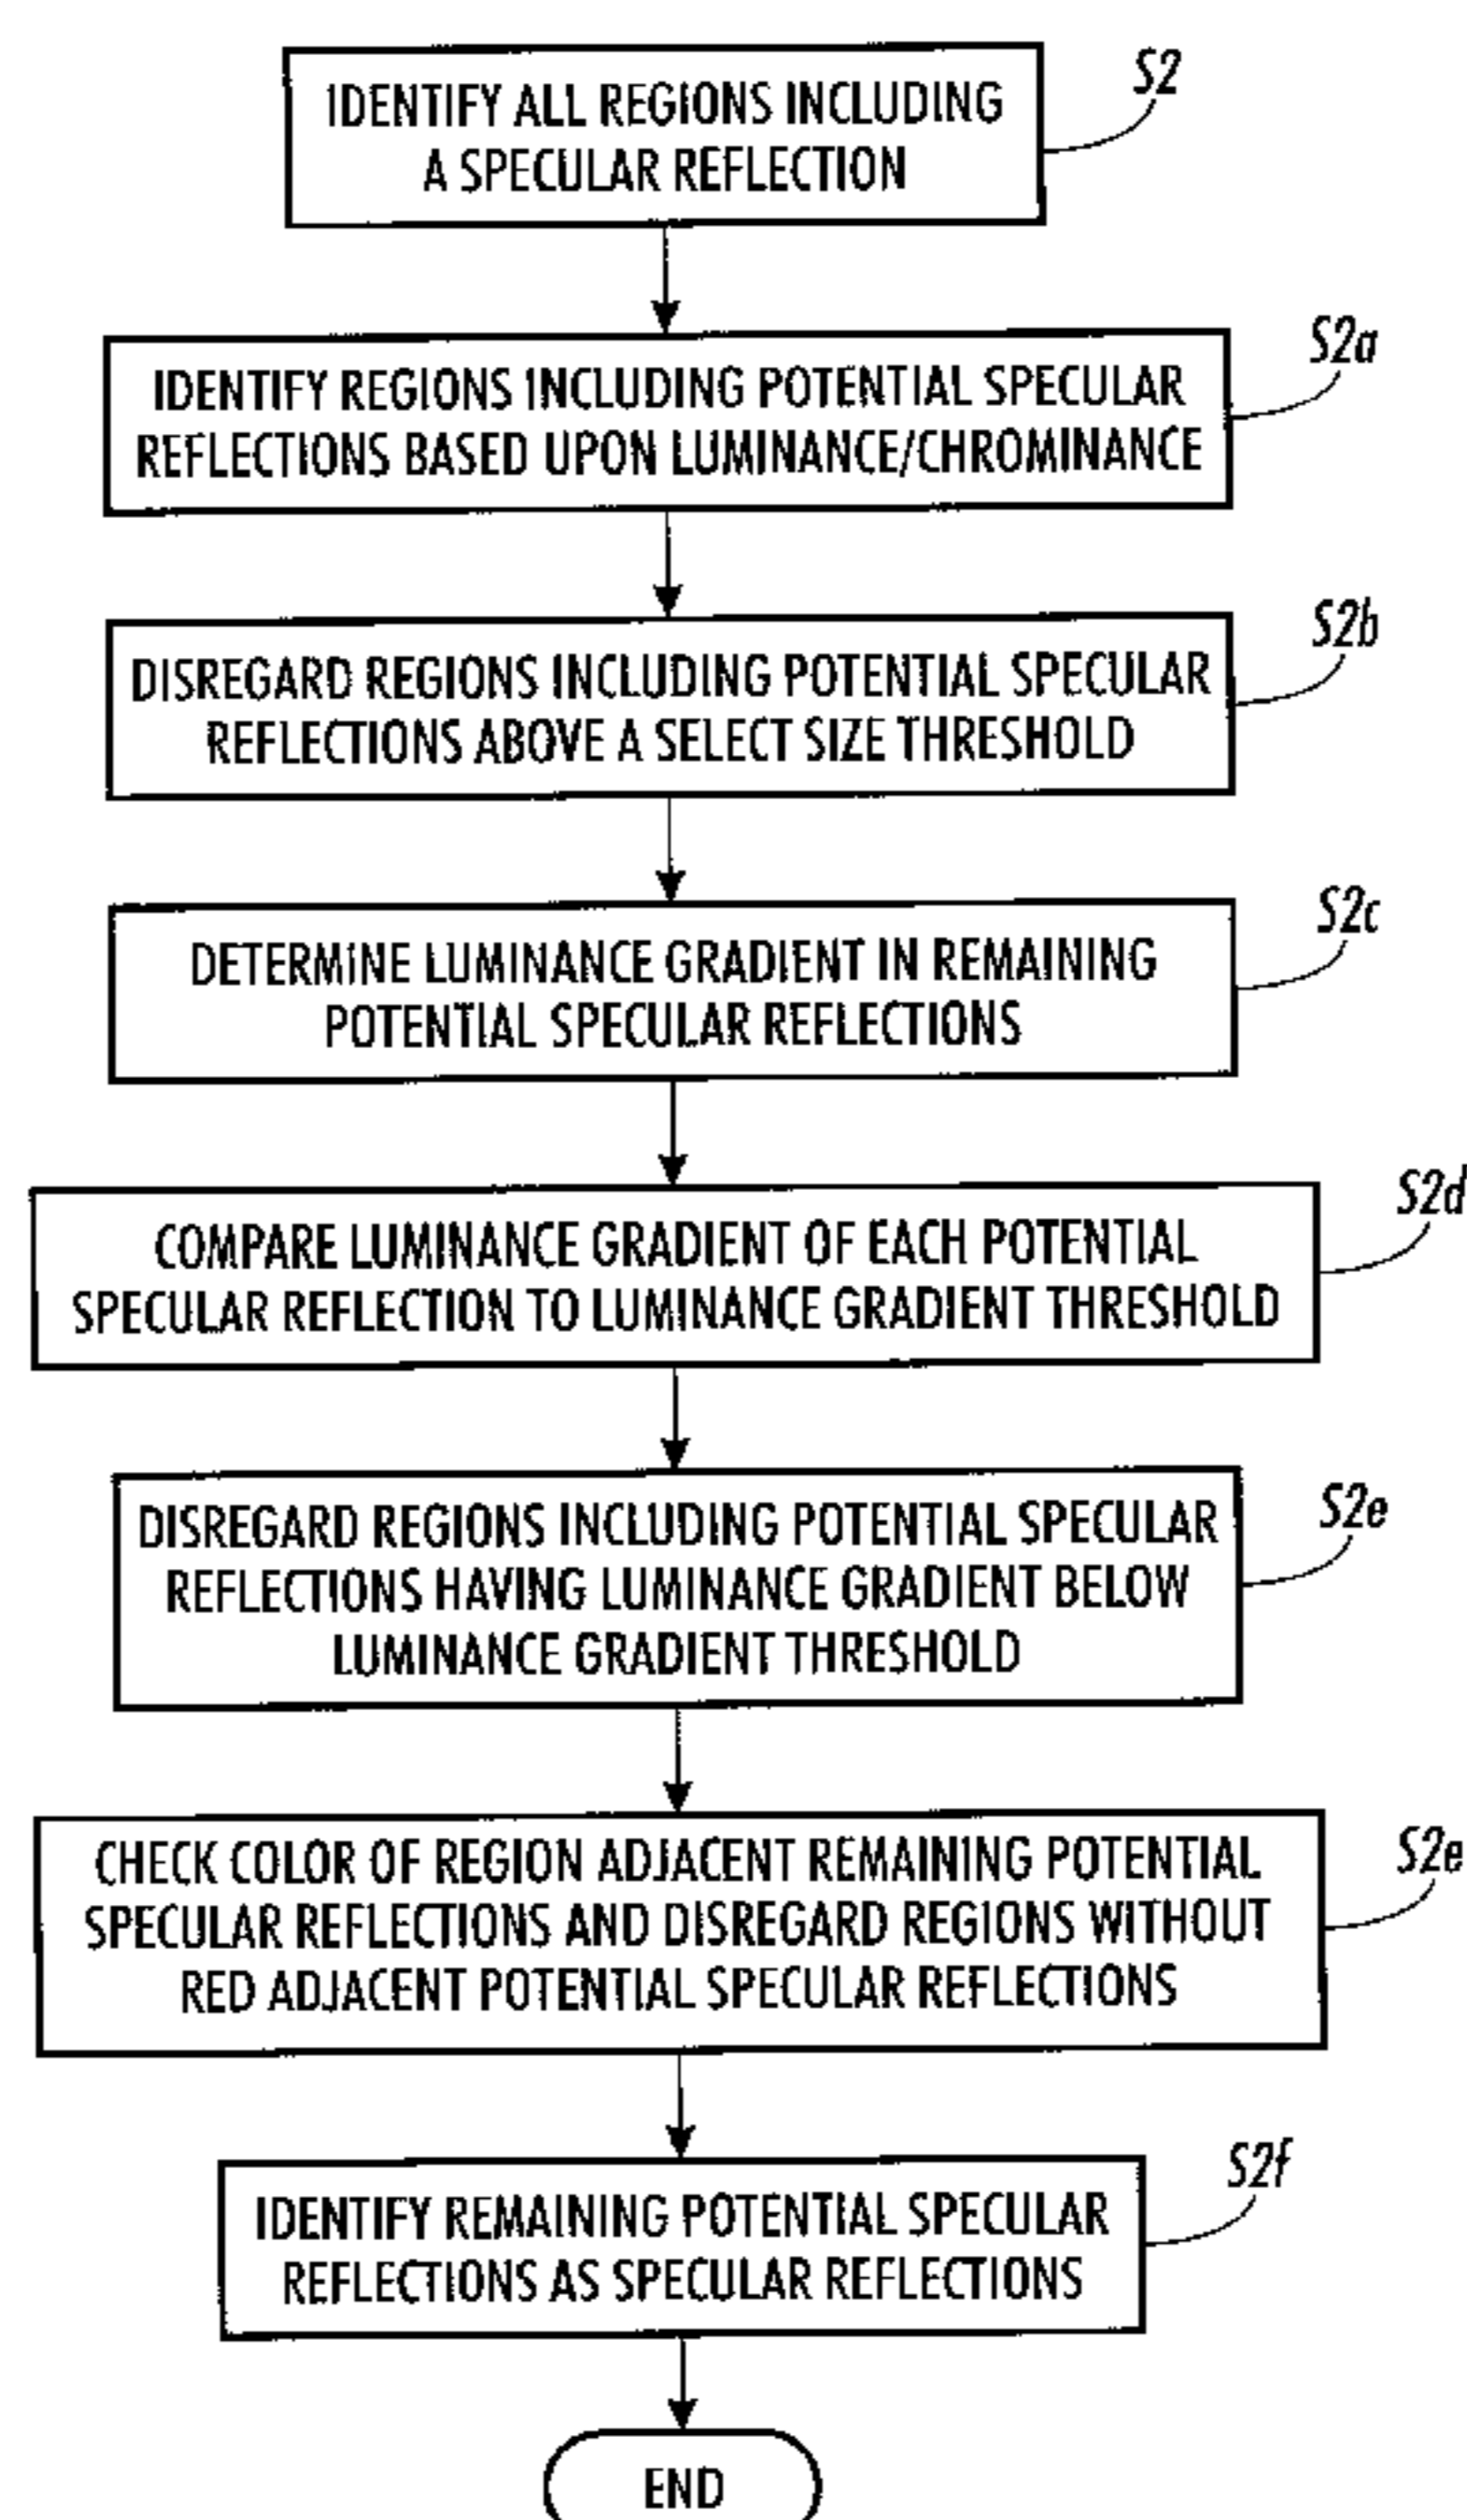 IDENTIFY ALL REGIONS INCLUDING
A SPECULAR REFLECTION
S2
IDENTIFY REGIONS INCLUDING POTENTIAL SPECULAR
REFLECTIONS BASED UPON LUMINANCE/CHROMINANCE
S2a
DISREGARD REGIONS INCLUDING POTENTIAL SPECULAR
REFLECTIONS ABOVE A SELECT SIZE THRESHOLD
S2b
DETERMINE LUMINANCE GRADIENT IN REMAINING
POTENTIAL SPECULAR REFLECTIONS
S2c
COMPARE LUMINANCE GRADIENT OF EACH POTENTIAL
SPECULAR REFLECTION TO LUMINANCE GRADIENT THRESHOLD
S2d
DISREGARD REGIONS INCLUDING POTENTIAL SPECULAR
REFLECTIONS HAVING LUMINANCE GRADIENT BELOW
LUMINANCE GRADIENT THRESHOLD
S2e
CHECK COLOR OF REGION ADJACENT REMAINING POTENTIAL
SPECULAR REFLECTIONS AND DISREGARD REGIONS WITHOUT
RED ADJACENT POTENTIAL SPECULAR REFLECTIONS
S2e
IDENTIFY REMAINING POTENTIAL SPECULAR
REFLECTIONS AS SPECULAR REFLECTIONS
S2f
END